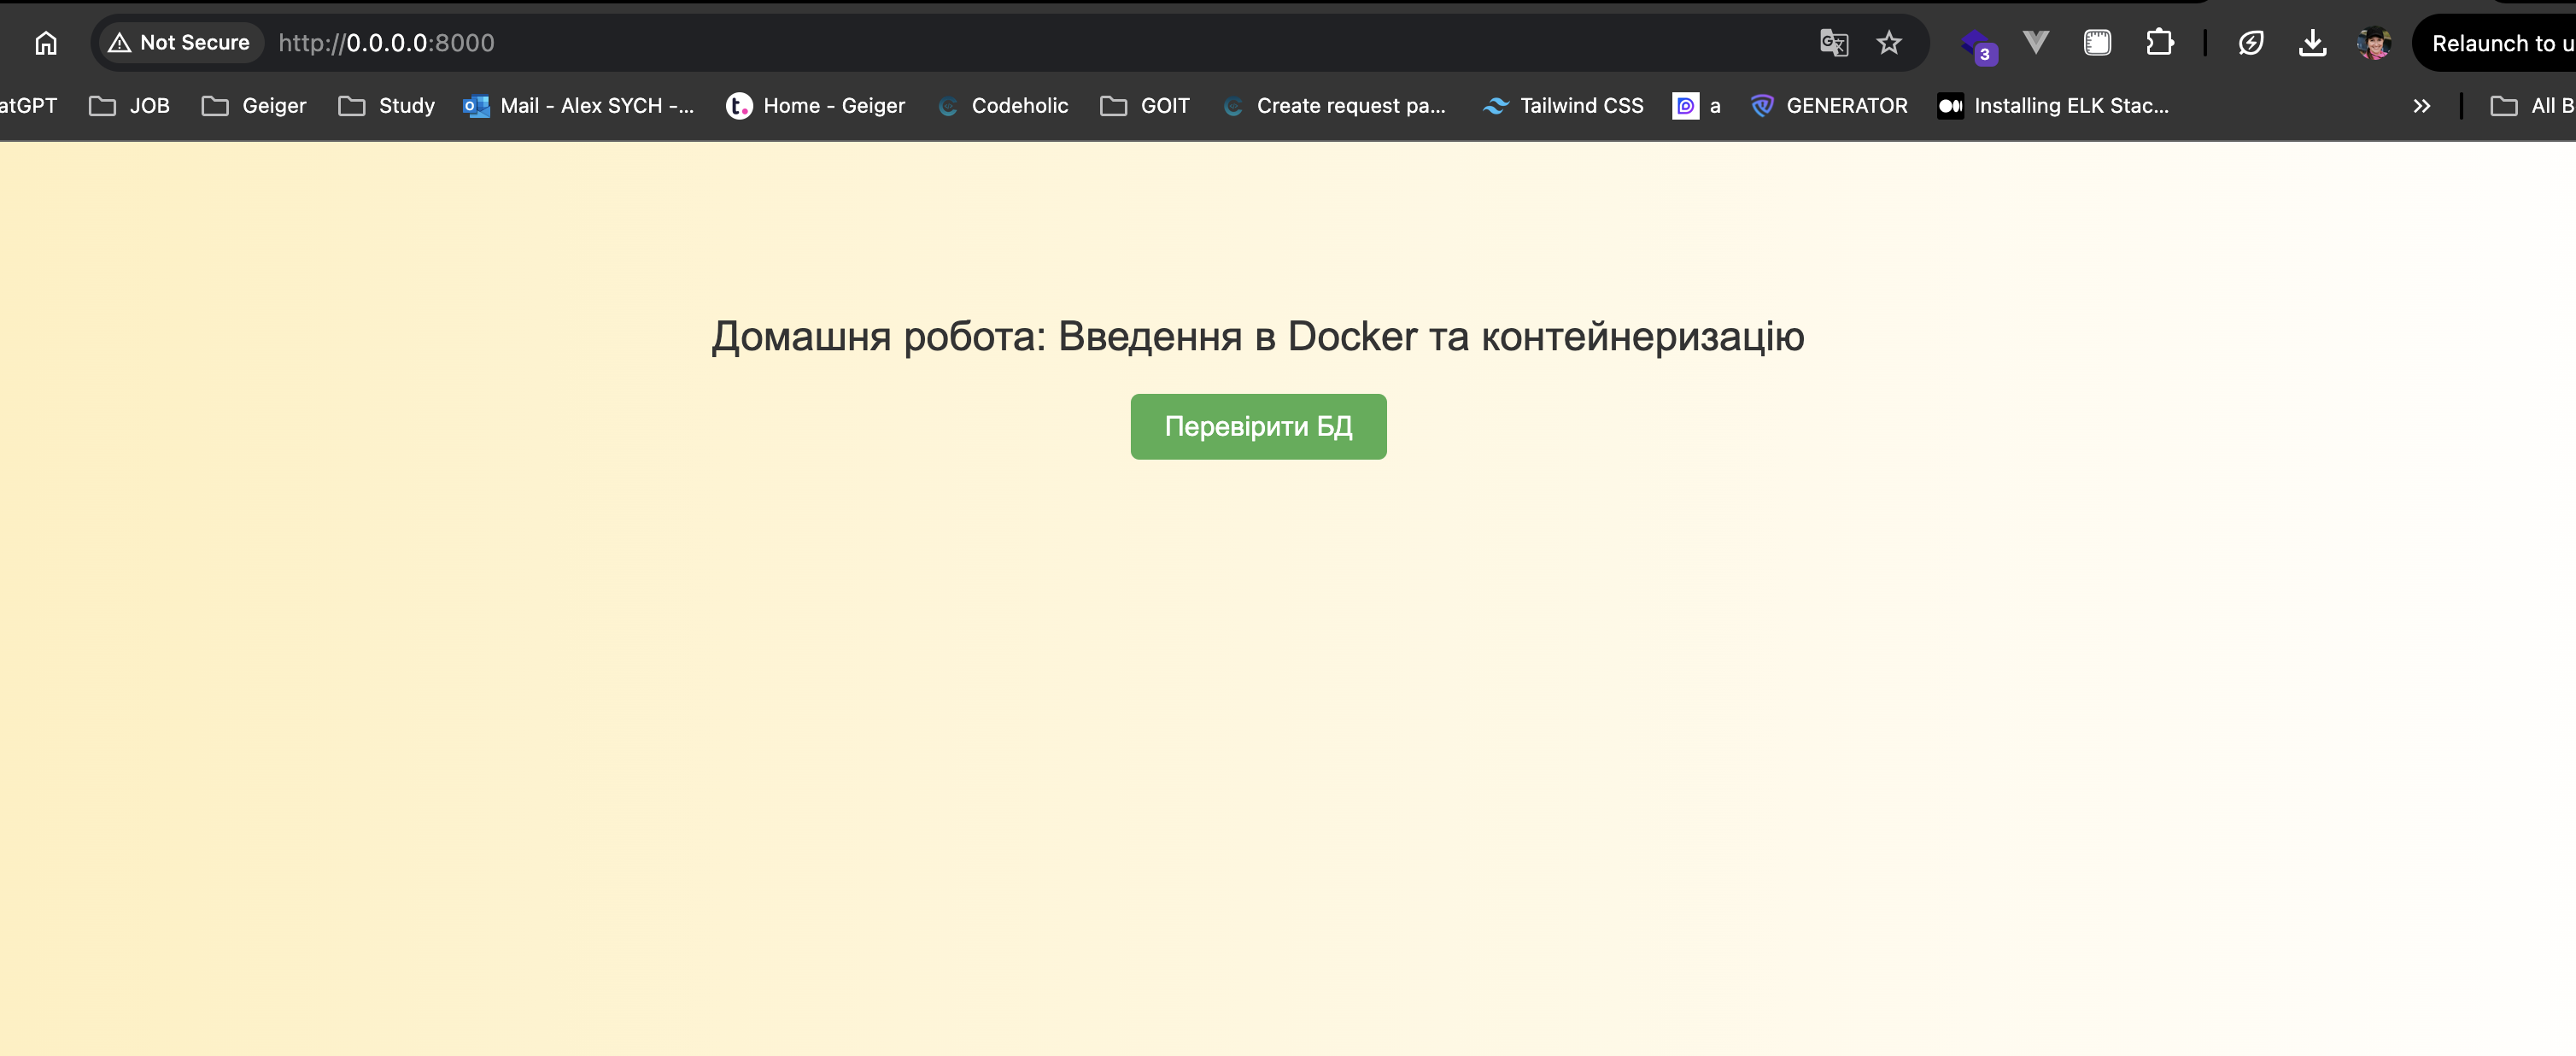 Not Secure http://0.0.0.0:8000 3 Relaunch to u
atGPT JOB Geiger Study Mail - Alex SYCH -... Home - Geiger Codeholic GOIT Create request pa... Tailwind CSS a GENERATOR Installing ELK Stac... All B
Домашня робота: Введення в Docker та контейнеризацію
Перевірити БД